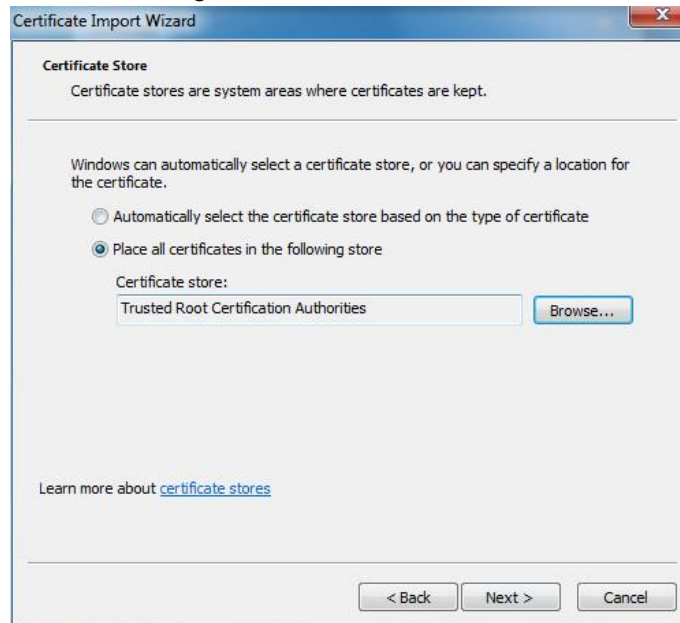 Certificate Import Wizard
Certificate Store
Certificate stores are system areas where certificates are kept.
Windows can automatically select a certificate store, or you can specify a location for
the certificate.
Automatically select the certificate store based on the type of certificate
Place all certificates in the following store
Certificate store:
Trusted Root Certification Authorities
Browse...
Learn more about certificate stores
< Back
Next >
Cancel